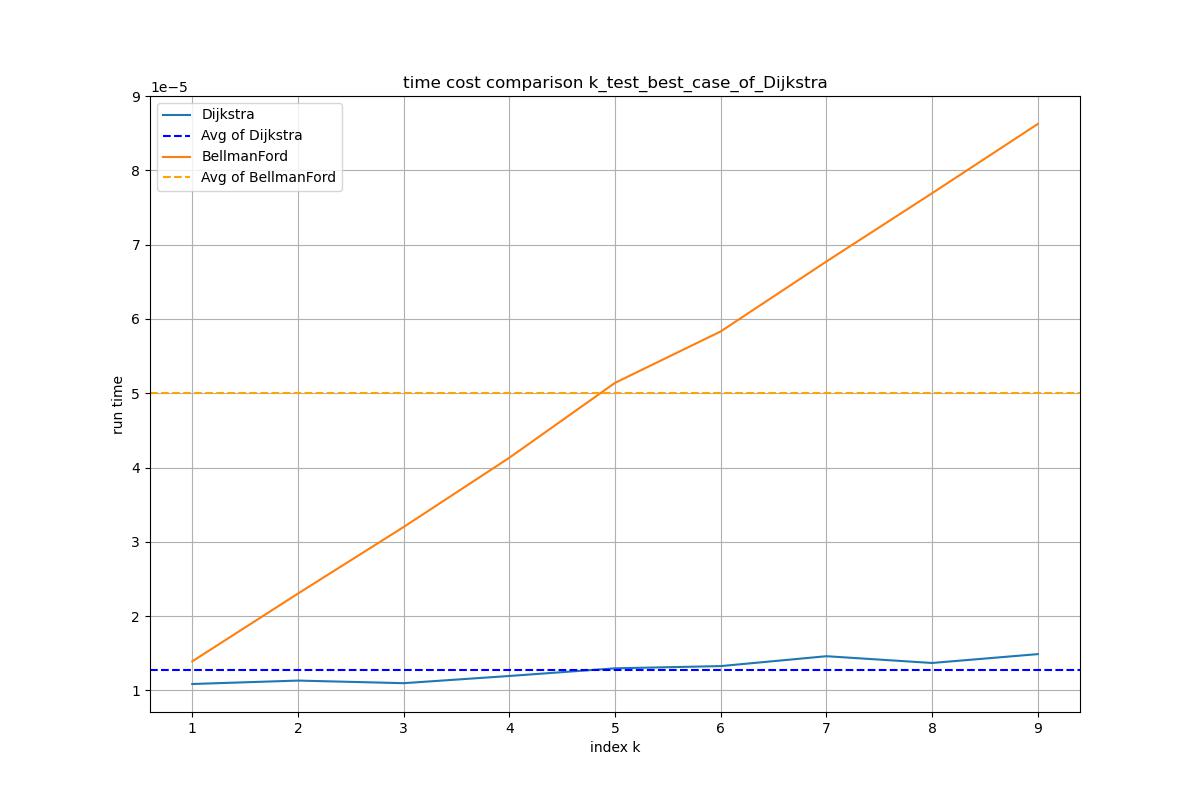 time cost comparison k_test_best_case_of_Dijkstra
1e−5
9
8
7
6
5
4
3
2
1
run time
Dijkstra
Avg of Dijkstra
BellmanFord
Avg of BellmanFord
1 2 3 4 5 6 7 8 9
index k